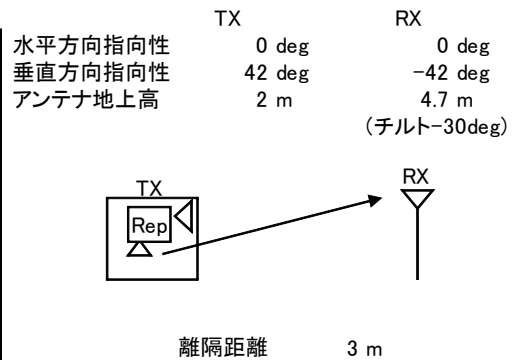 TX RX
水平方向指向性 0 deg 0 deg
垂直方向指向性 42 deg -42 deg
アンテナ地上高 2 m 4.7 m
(チルト-30deg)
TX RX
Rep
離隔距離 3 m